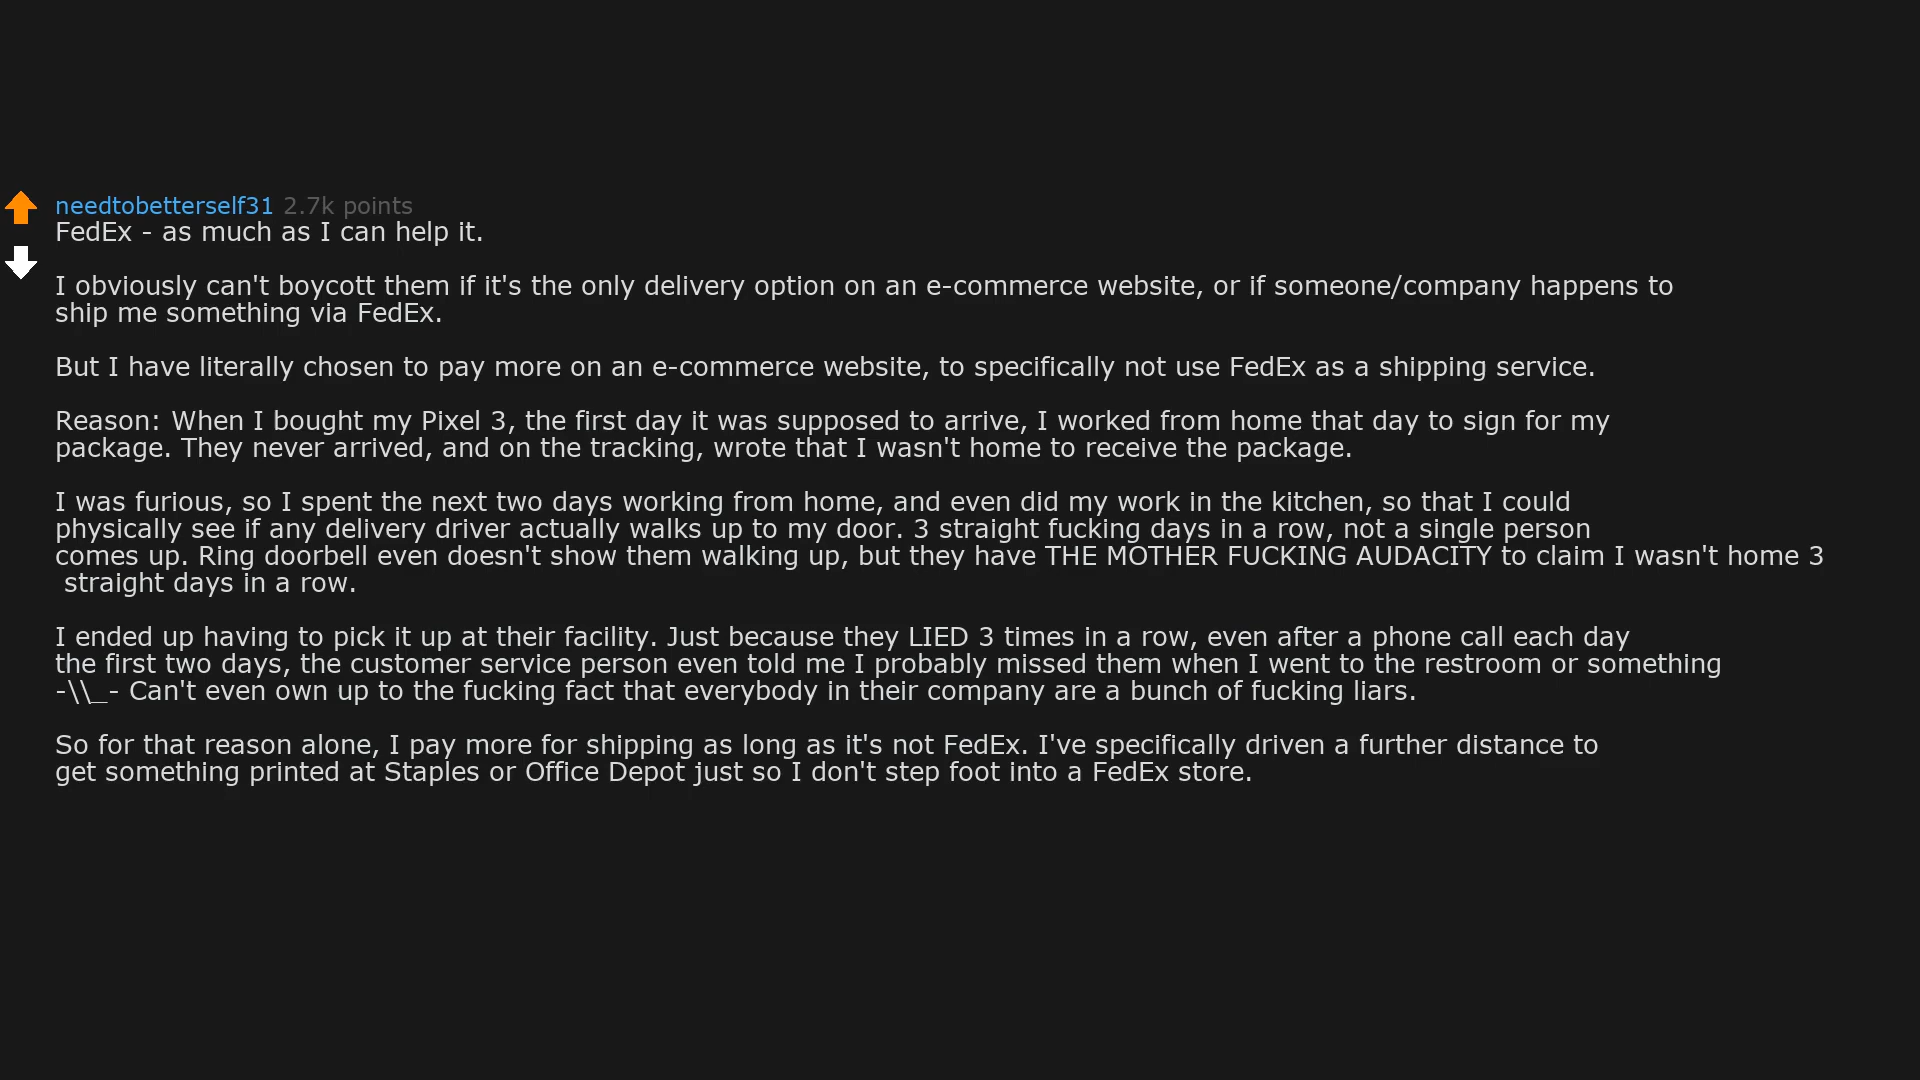 needtobetterself31 2.7k points
FedEx - as much as I can help it.
I obviously can't boycott them if it's the only delivery option on an e-commerce website, or if someone/company happens to
ship me something via FedEx.
But I have literally chosen to pay more on an e-commerce website, to specifically not use FedEx as a shipping service.
Reason: When I bought my Pixel 3, the first day it was supposed to arrive, I worked from home that day to sign for my
package. They never arrived, and on the tracking, wrote that I wasn't home to receive the package.
I was furious, so I spent the next two days working from home, and even did my work in the kitchen, so that I could
physically see if any delivery driver actually walks up to my door. 3 straight fucking days in a row, not a single person
comes up. Ring doorbell even doesn't show them walking up, but they have THE MOTHER FUCKING AUDACITY to claim I wasn't home 3
straight days in a row.
I ended up having to pick it up at their facility. Just because they LIED 3 times in a row, even after a phone call each day
the first two days, the customer service person even told me I probably missed them when I went to the restroom or something
-\\_- Can't even own up to the fucking fact that everybody in their company are a bunch of fucking liars.
So for that reason alone, I pay more for shipping as long as it's not FedEx. I've specifically driven a further distance to
get something printed at Staples or Office Depot just so I don't step foot into a FedEx store.